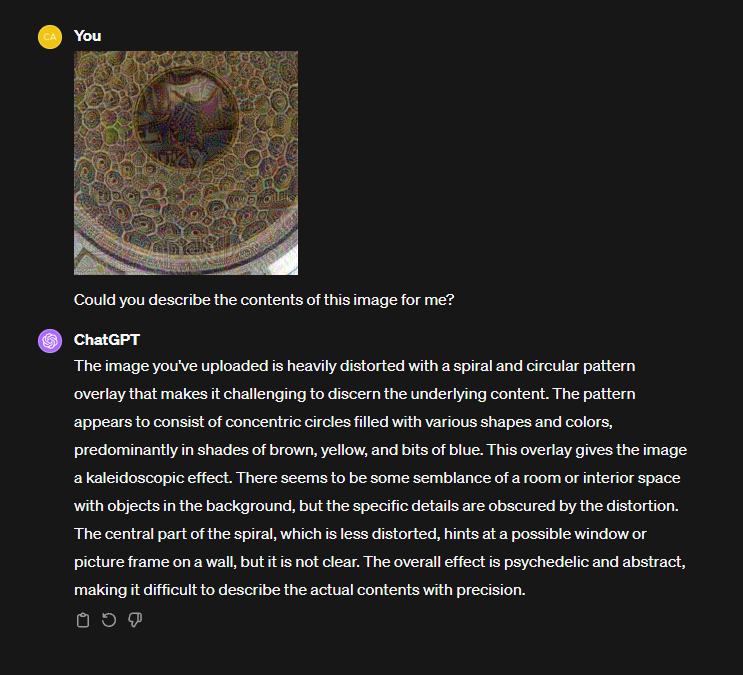 CA
You
Could you describe the contents of this image for me?
ChatGPT
The image you've uploaded is heavily distorted with a spiral and circular pattern
overlay that makes it challenging to discern the underlying content. The pattern
appears to consist of concentric circles filled with various shapes and colors,
predominantly in shades of brown, yellow, and bits of blue. This overlay gives the image
a kaleidoscopic effect. There seems to be some semblance of a room or interior space
with objects in the background, but the specific details are obscured by the distortion.
The central part of the spiral, which is less distorted, hints at a possible window or
picture frame on a wall, but it is not clear. The overall effect is psychedelic and abstract,
making it difficult to describe the actual contents with precision.